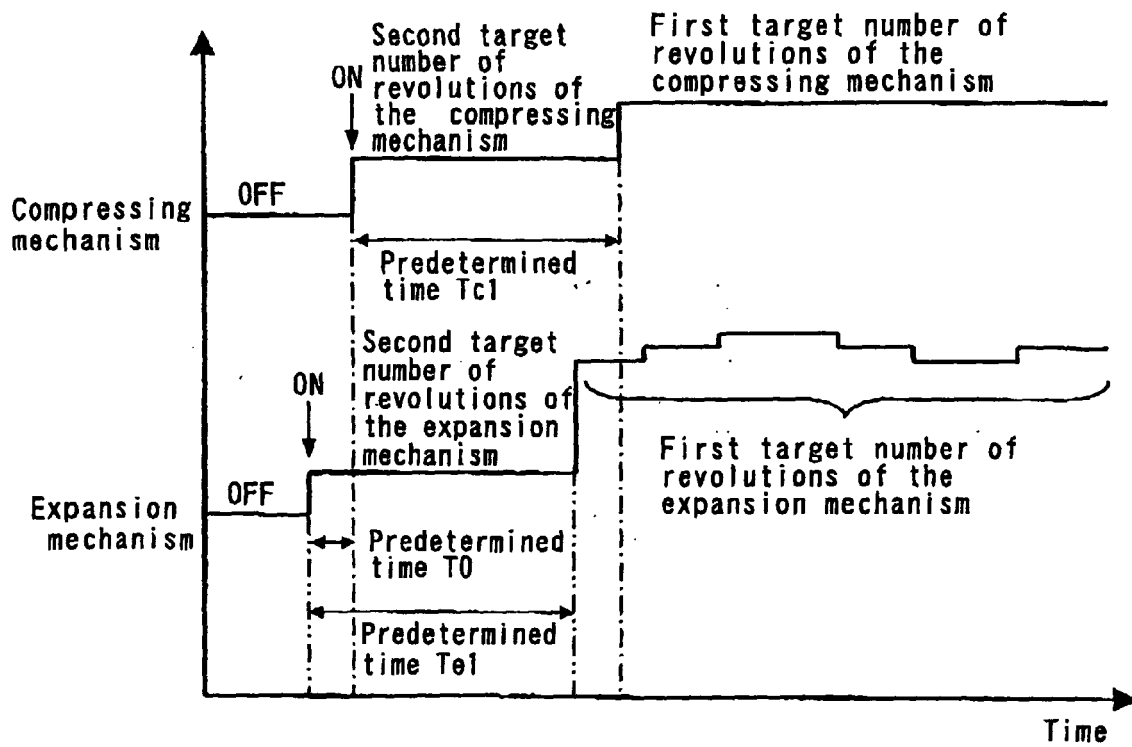 Second target
number of
revolutions of
the compressing
mechanism
First target number of
revolutions of the
compressing mechanism
ON
OFF
Compressing
mechanism
Predetermined
time Tc1
Second target
number of
revolutions of
the expansion
mechanism
ON
First target number of
revolutions of the
expansion mechanism
OFF
Expansion
mechanism
Predetermined
time T0
Predetermined
time Te1
Time